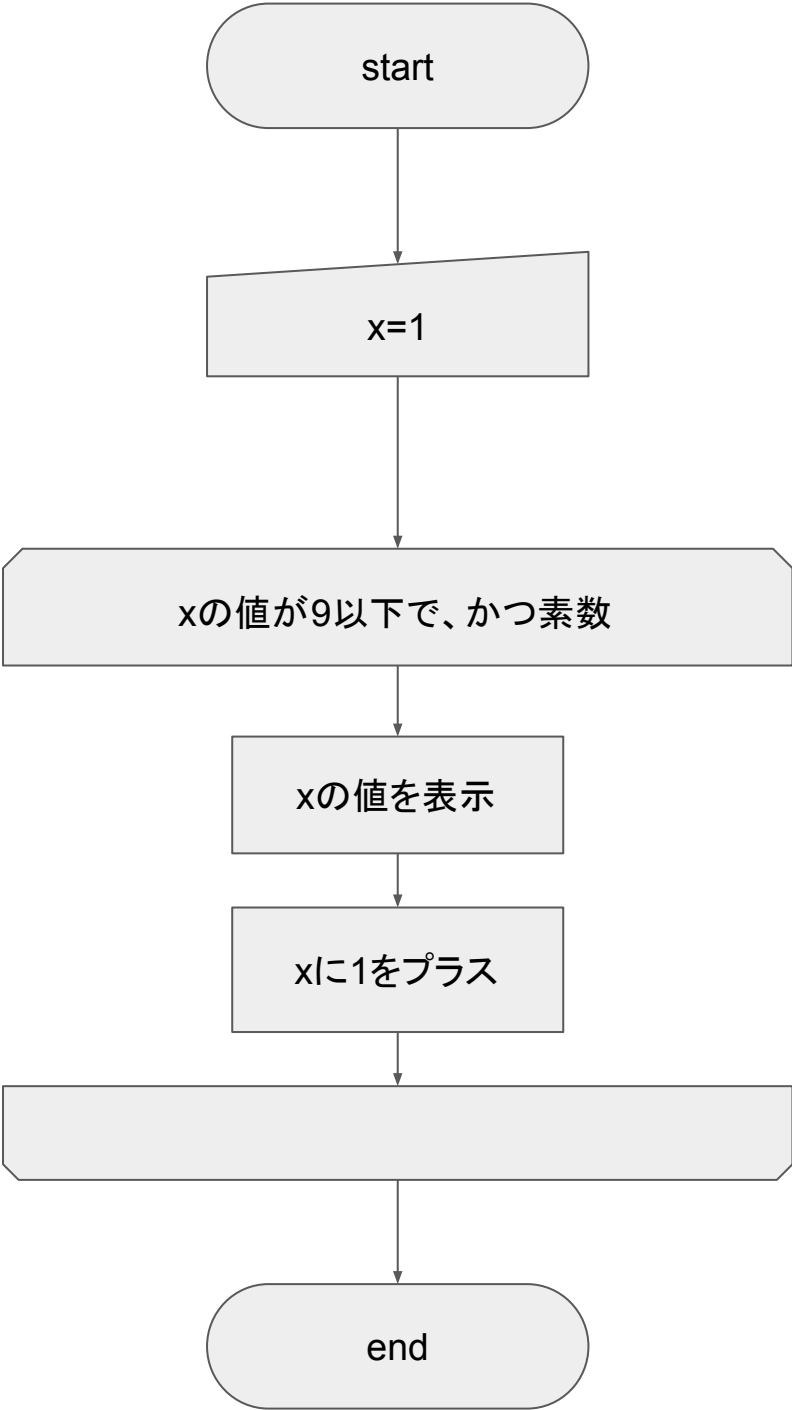 start
x=1
xの値が9以下で、かつ素数
xの値を表示
xに1をプラス
end